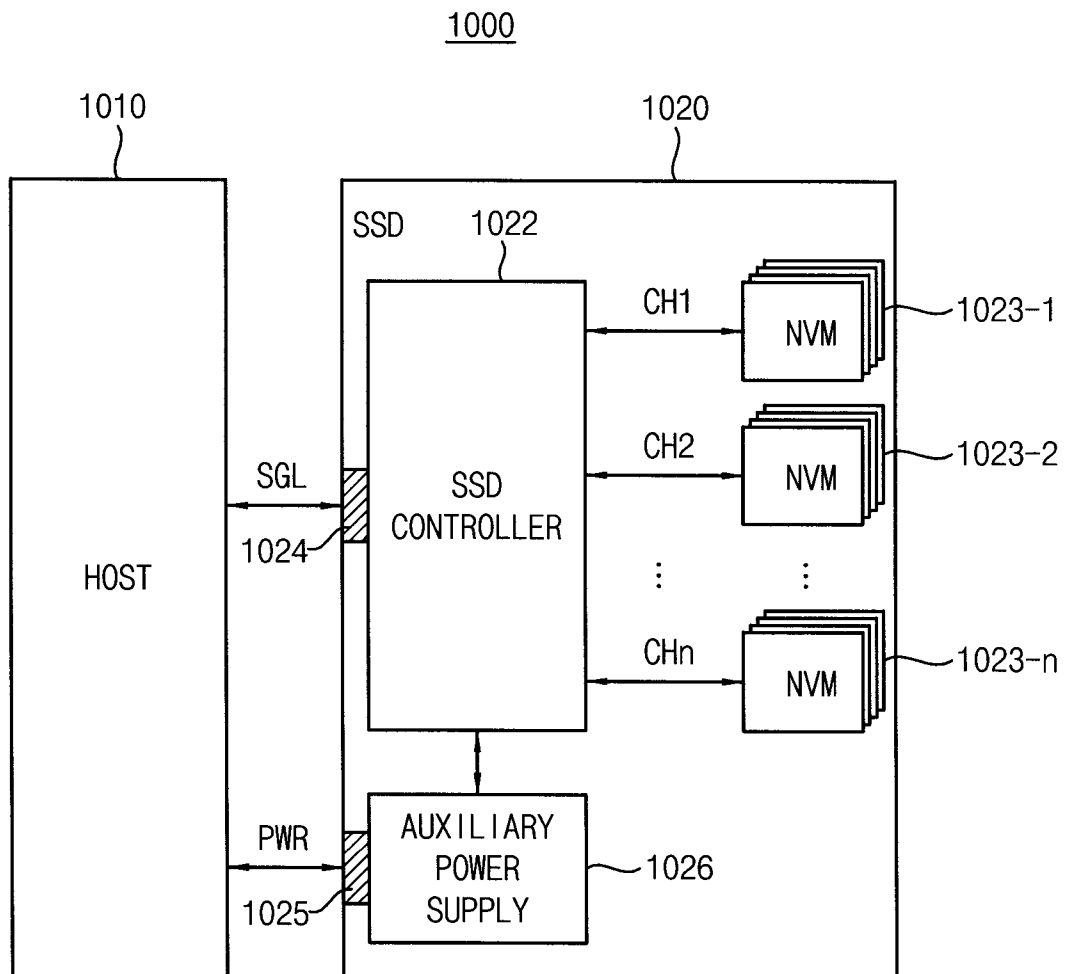 1000
1010
1020
SSD
1022
CH1
NVM
1023-1
CH2
NVM
1023-2
SGL
1024
SSD
CONTROLLER
HOST
⋮
⋮
CHn
NVM
1023-n
PWR
1025
AUXILIARY
POWER
SUPPLY
1026